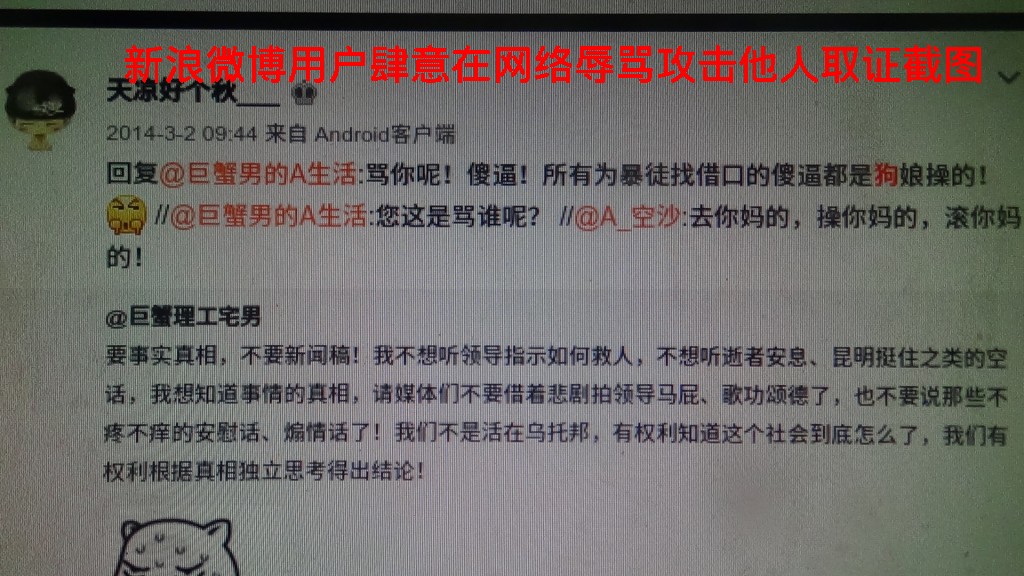 新浪微博用户肆意在网络辱骂攻击他人取证截图
天凉好个秋___
2014-3-2 09:44 来自 Android客户端
回复@巨蟹男的A生活:骂你呢！傻逼！所有为暴徒找借口的傻逼都是狗娘操的！
//@巨蟹男的A生活:您这是骂谁呢？ //@A_空沙:去你妈的，操你妈的，滚你妈
的！
@巨蟹理工宅男
要事实真相，不要新闻稿！我不想听领导指示如何救人，不想听逝者安息、昆明挺住之类的空
话，我想知道事情的真相，请媒体们不要借着悲剧拍领导马屁、歌功颂德了，也不要说那些不
疼不痒的安慰话、煽情话了！我们不是活在乌托邦，有权利知道这个社会到底怎么了，我们有
权利根据真相独立思考得出结论！